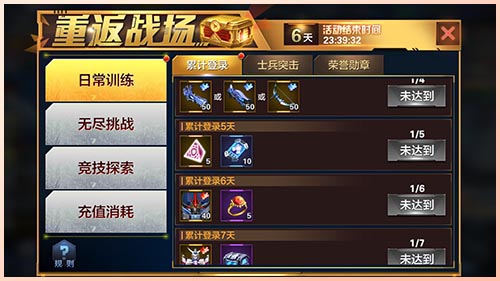 重返战场
6天
活动结束时间
23:39:32
日常训练
无尽挑战
竞技探索
充值消耗
规则
累计登录
士兵突击
荣誉勋章
50 或 50 或 50
1/4
未达到
累计登录5天
5 10
1/5
未达到
累计登录6天
40 5
1/6
未达到
累计登录7天
1/7
未达到